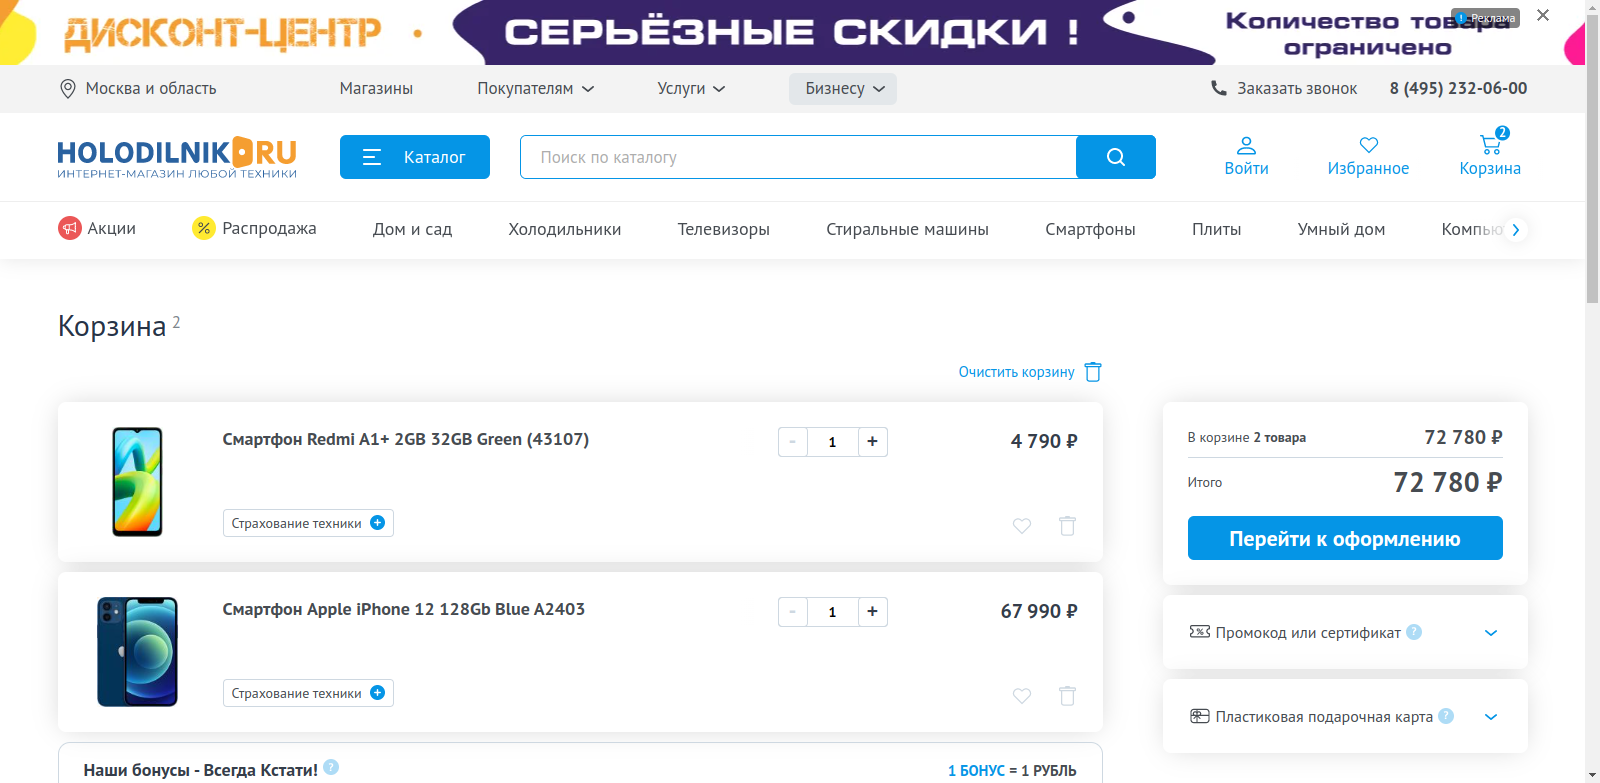 ДИСКОНТ-ЦЕНТР
СЕРЬЁЗНЫЕ СКИДКИ !
Количество товара
ограничено
Реклама
Москва и область
Магазины
Покупателям
Услуги
Бизнесу
Заказать звонок
8 (495) 232-06-00
HOLODILNIK.RU
ИНТЕРНЕТ-МАГАЗИН ЛЮБОЙ ТЕХНИКИ
Каталог
Поиск по каталогу
Войти
Избранное
2
Корзина
Акции
% Распродажа
Дом и сад
Холодильники
Телевизоры
Стиральные машины
Смартфоны
Плиты
Умный дом
Компью
Корзина 2
Очистить корзину
Смартфон Redmi A1+ 2GB 32GB Green (43107)
- 1 +
4 790 ₽
Страхование техники +
Смартфон Apple iPhone 12 128Gb Blue A2403
- 1 +
67 990 ₽
Страхование техники +
Наши бонусы - Всегда Кстати! ?
1 БОНУС = 1 РУБЛЬ
В корзине 2 товара
72 780 ₽
Итого
72 780 ₽
Перейти к оформлению
Промокод или сертификат ?
Пластиковая подарочная карта ?